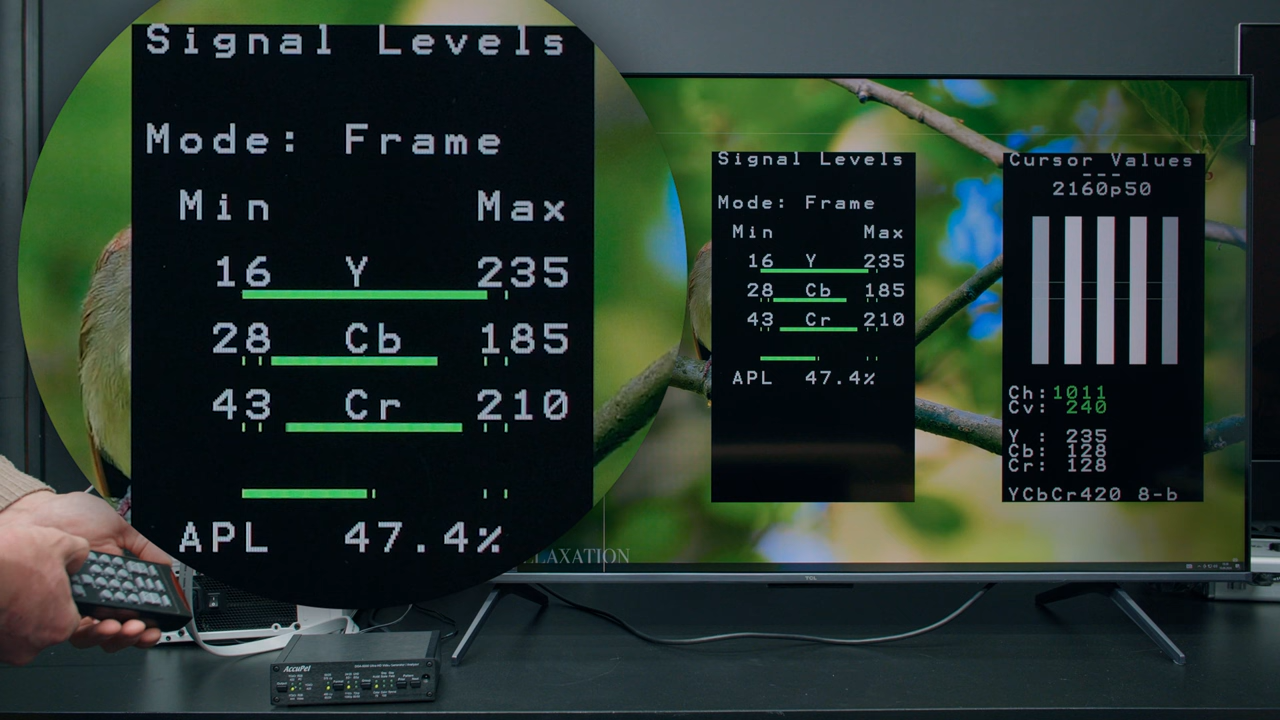 Signal Levels
Mode: Frame
Min Max
16 Y 235
28 Cb 185
43 Cr 210
APL 47.4%
Signal Levels
Mode: Frame
Min Max
16 Y 235
28 Cb 185
43 Cr 210
APL 47.4%
Cursor Values
---
2160p50
Ch:1011
Cv: 240
Y : 235
Cb: 128
Cr: 128
YCbCr420 8-b
LAXATION
TCL
AccuPel